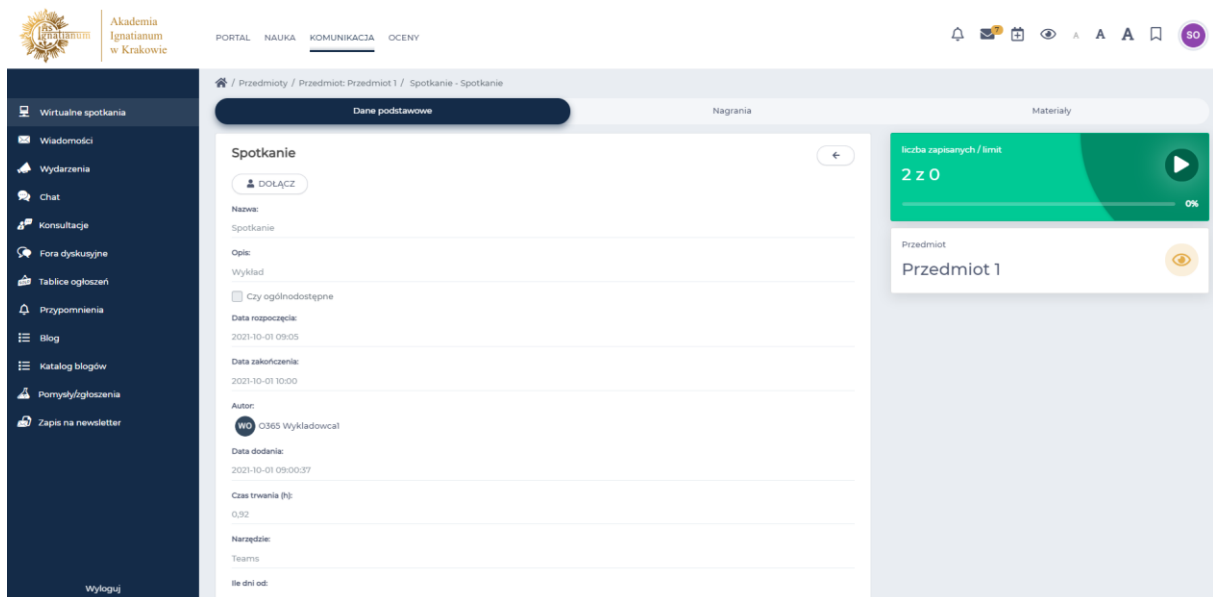 IAS
Ignatianum
Akademia
Ignatianum
w Krakowie
PORTAL NAUKA KOMUNIKACJA OCENY
7
A A A
SO
/ Przedmioty / Przedmiot: Przedmiot 1 / Spotkanie - Spotkanie
Wirtualne spotkania
Wiadomości
Wydarzenia
Chat
Konsultacje
Fora dyskusyjne
Tablice ogłoszeń
Przypomnienia
Blog
Katalog blogów
Pomysły/zgłoszenia
Zapis na newsletter
Wyloguj
Dane podstawowe Nagrania Materiały
Spotkanie
DOŁĄCZ
Nazwa:
Spotkanie
Opis:
Wykład
Czy ogólnodostępne
Data rozpoczęcia:
2021-10-01 09:05
Data zakończenia:
2021-10-01 10:00
Autor:
WO O365 Wykladowca1
Data dodania:
2021-10-01 09:00:37
Czas trwania (h):
0,92
Narzędzie:
Teams
Ile dni od:
liczba zapisanych / limit
2 z 0
0%
Przedmiot
Przedmiot 1